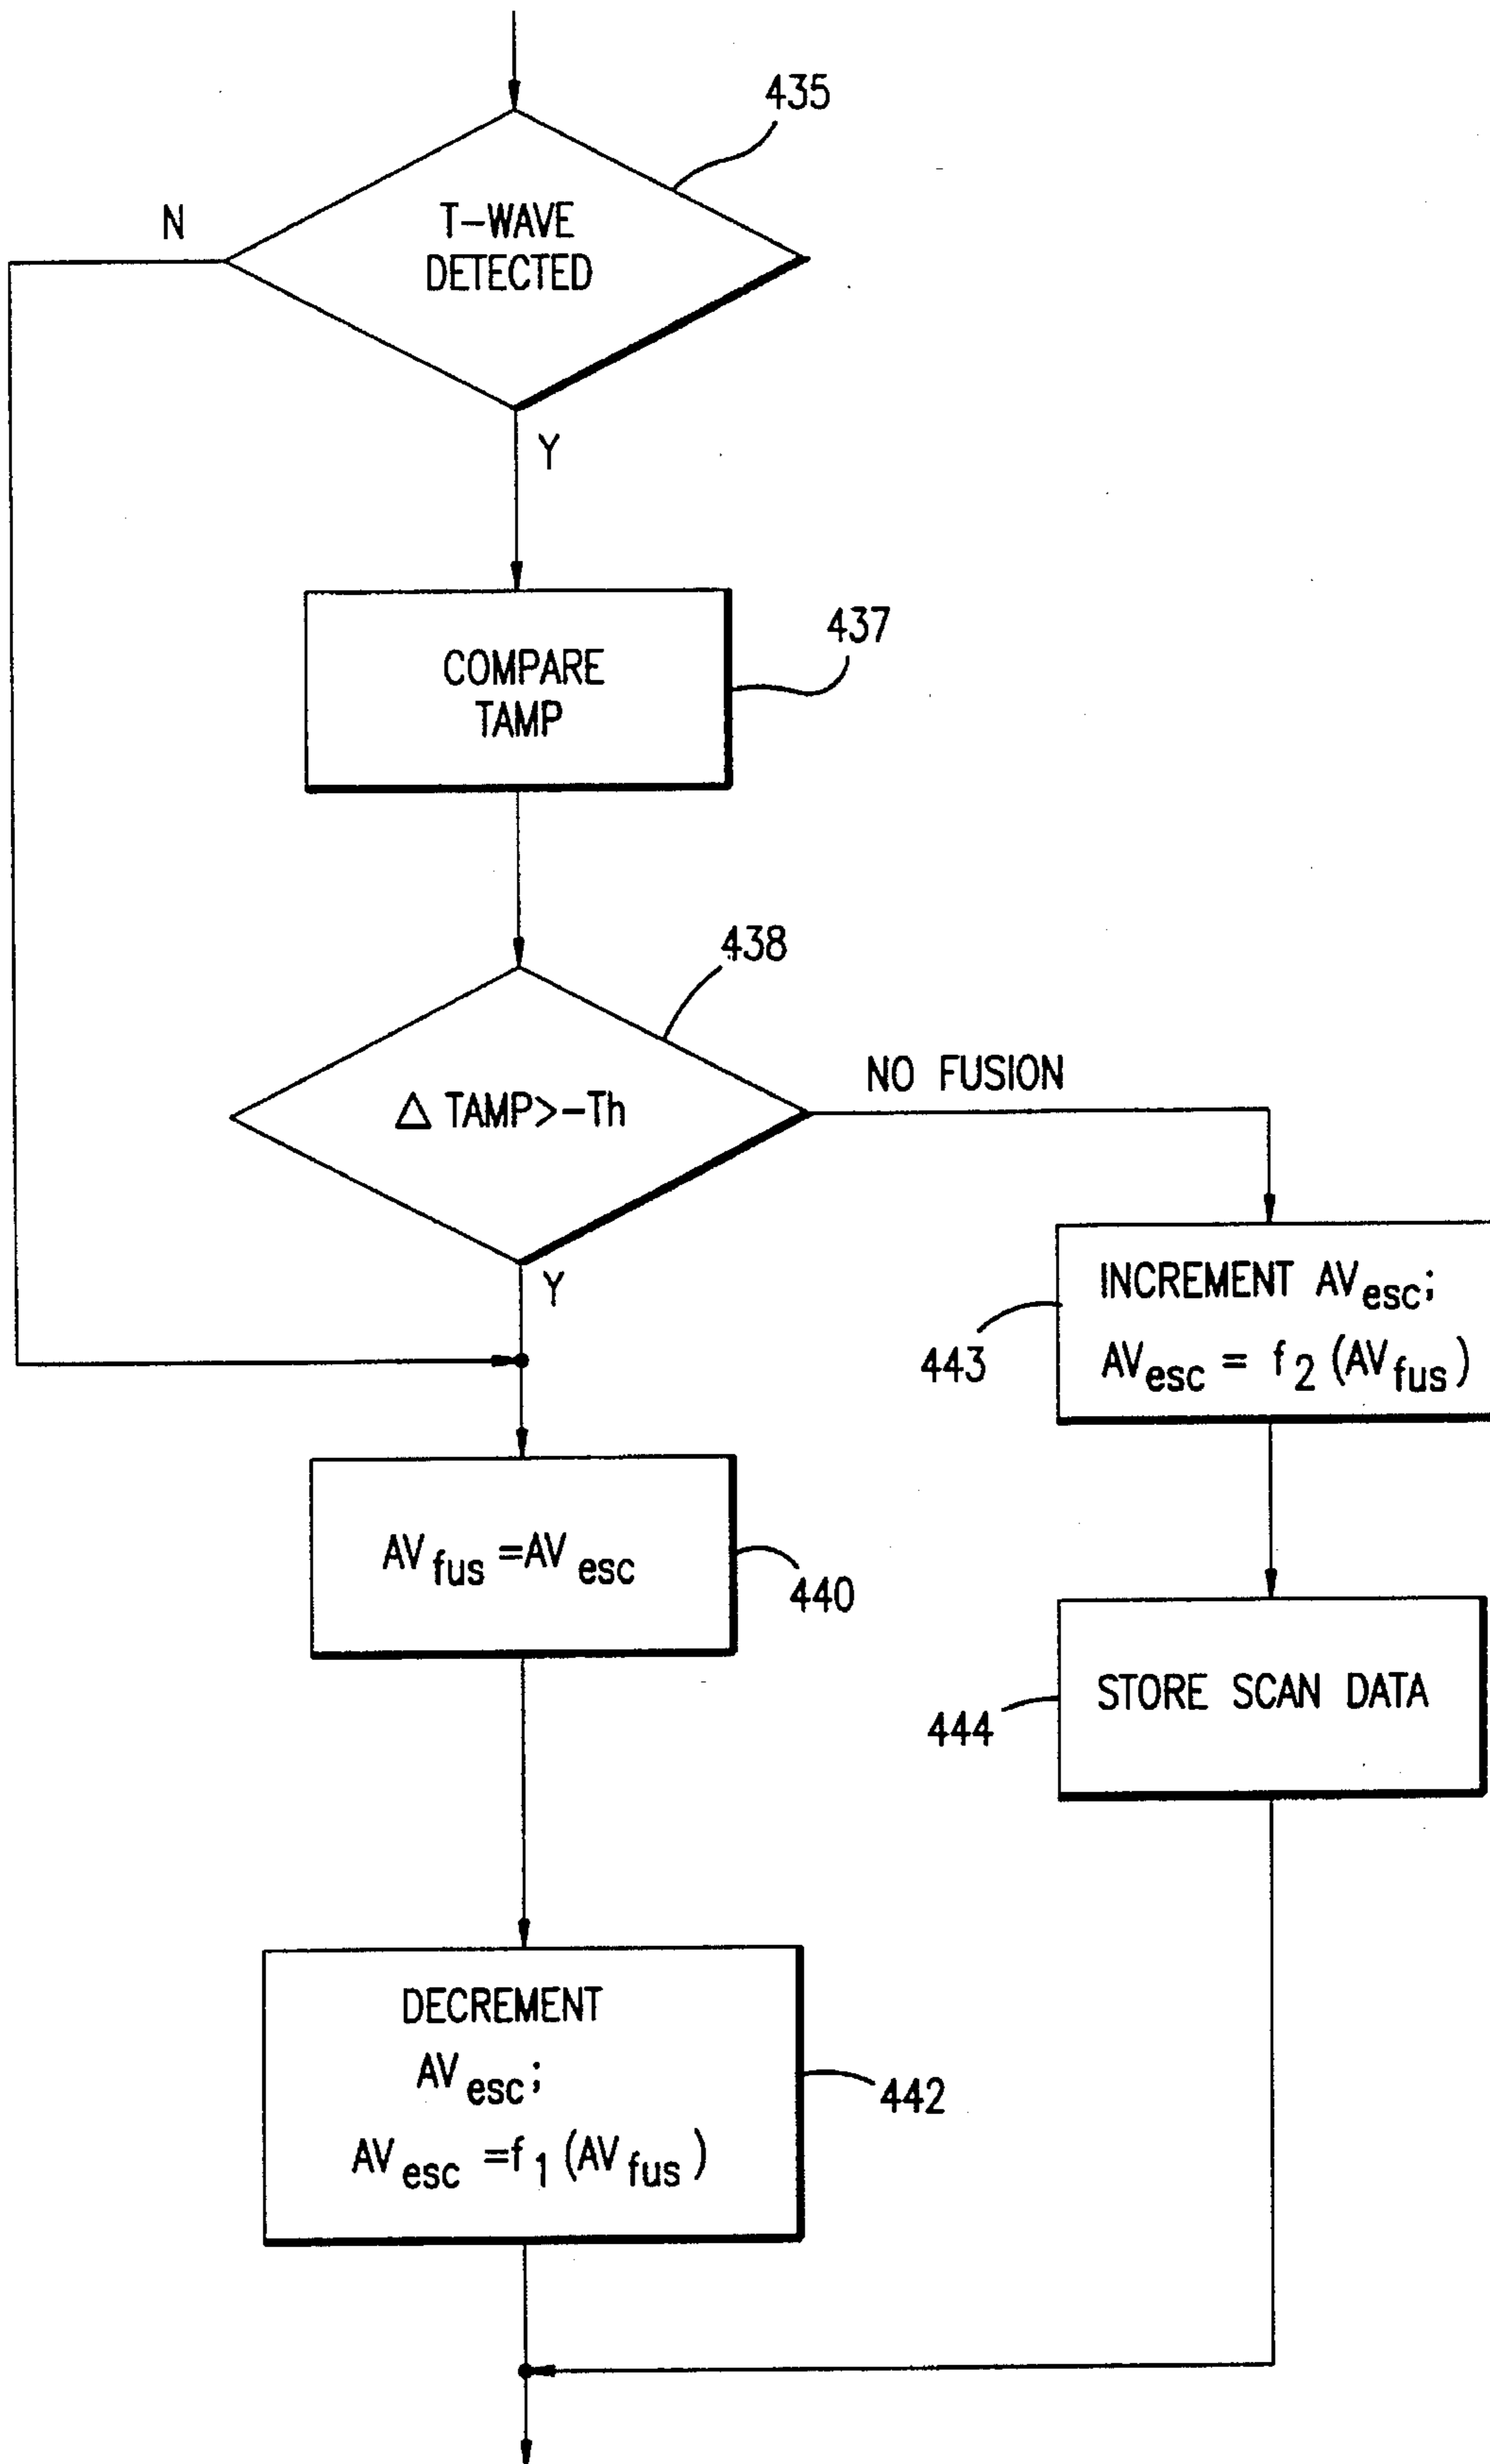 435
N
T-WAVE
DETECTED
Y
437
COMPARE
TAMP
438
NO FUSION
△ TAMP>-Th
Y
INCREMENT AVesc;
AVesc = f2 (AVfus)
443
AVfus =AVesc
440
STORE SCAN DATA
444
DECREMENT
AVesc;
AVesc =f1 (AVfus)
442